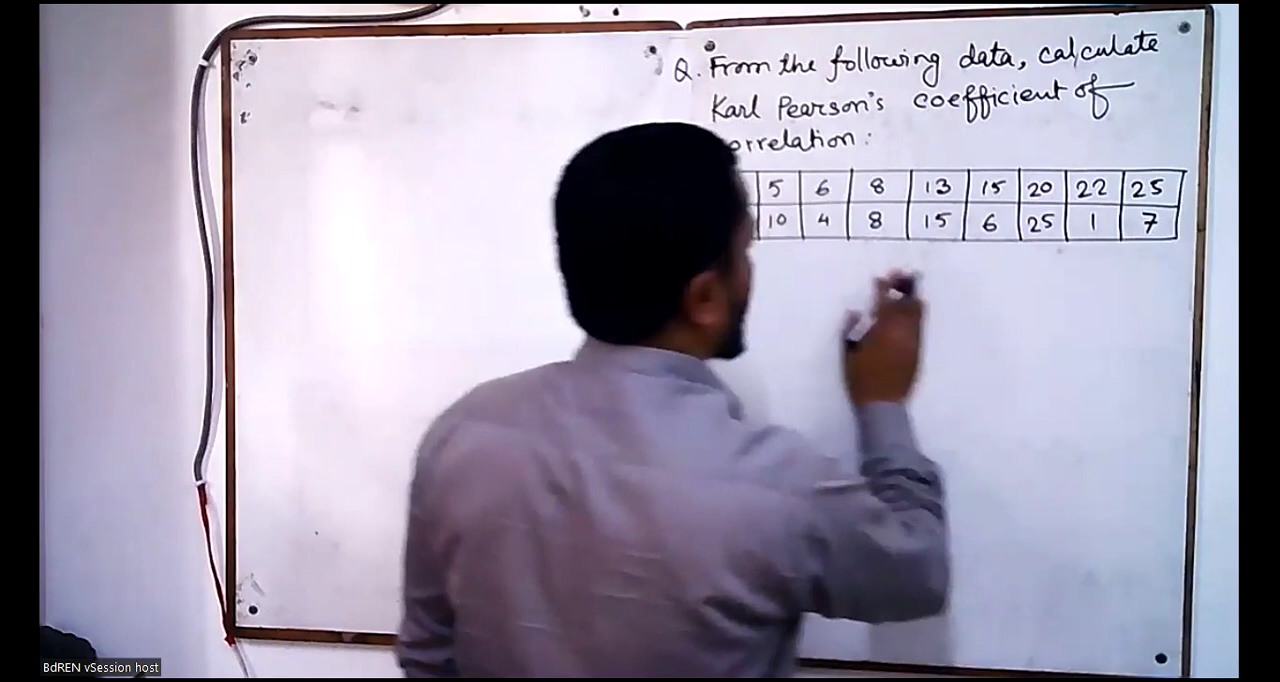 Q. From the following data, calculate
Karl Pearson's coefficient of
orrelation:
5 6 8 13 15 20 22 25
10 4 8 15 6 25 1 7
BdREN vSession host